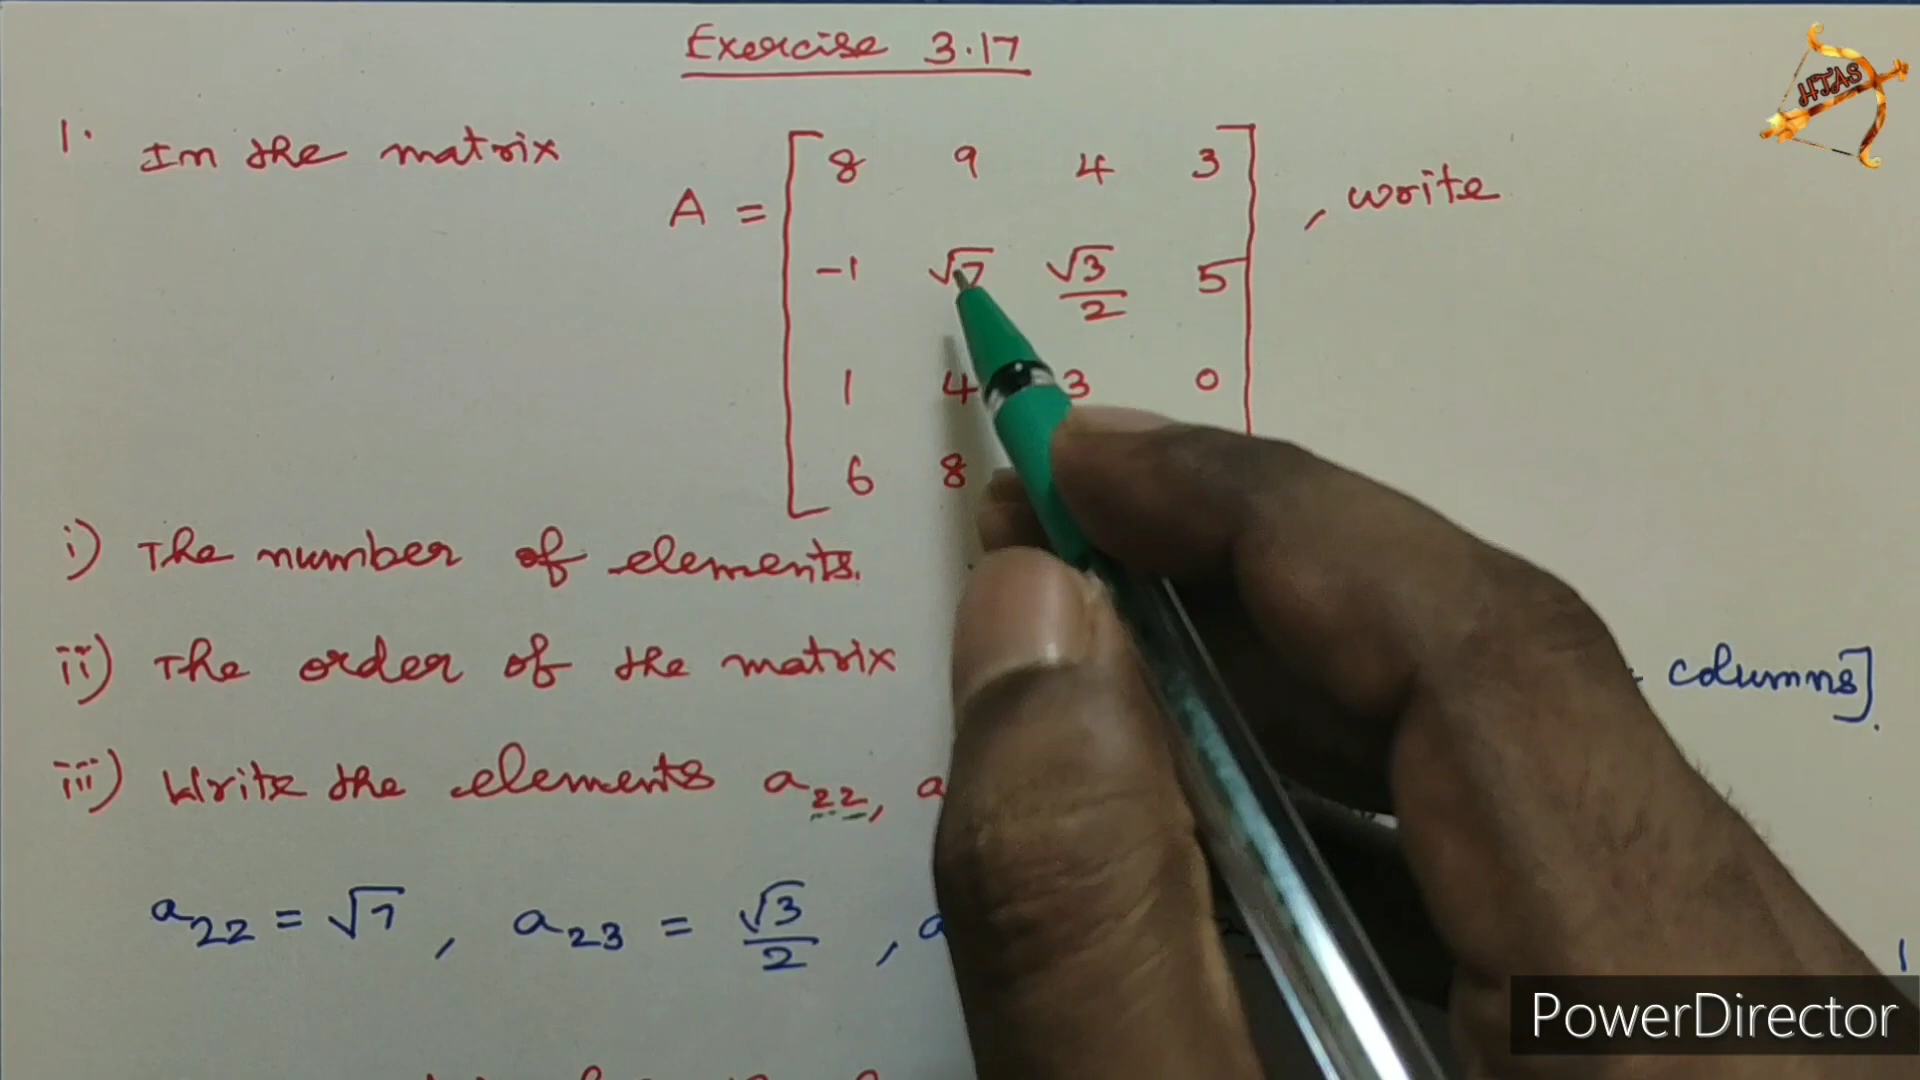 Exercise 3.17
HTAS
1. In the matrix
A = [ 8 9 4 3 , write
-1 √7 √3/2 5
1 4 3 0
6 8
i) The number of elements.
ii) The order of the matrix columns].
iii) Write the elements a22, a
a22 = √7 , a23 = √3/2 , a
PowerDirector